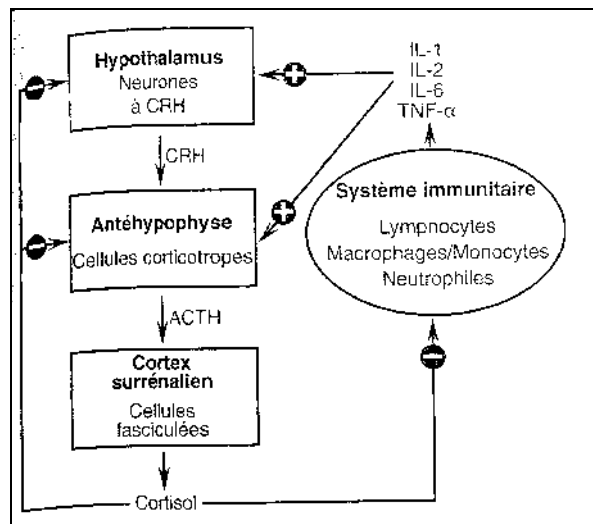 Hypothalamus
Neurones
à CRH
CRH
Antéhypophyse
Cellules corticotropes
ACTH
Cortex
surrénalien
Cellules
fasciculées
Cortisol
IL-1
IL-2
IL-6
TNF-α
Système immunitaire
Lympnocytes
Macrophages/Monocytes
Neutrophiles